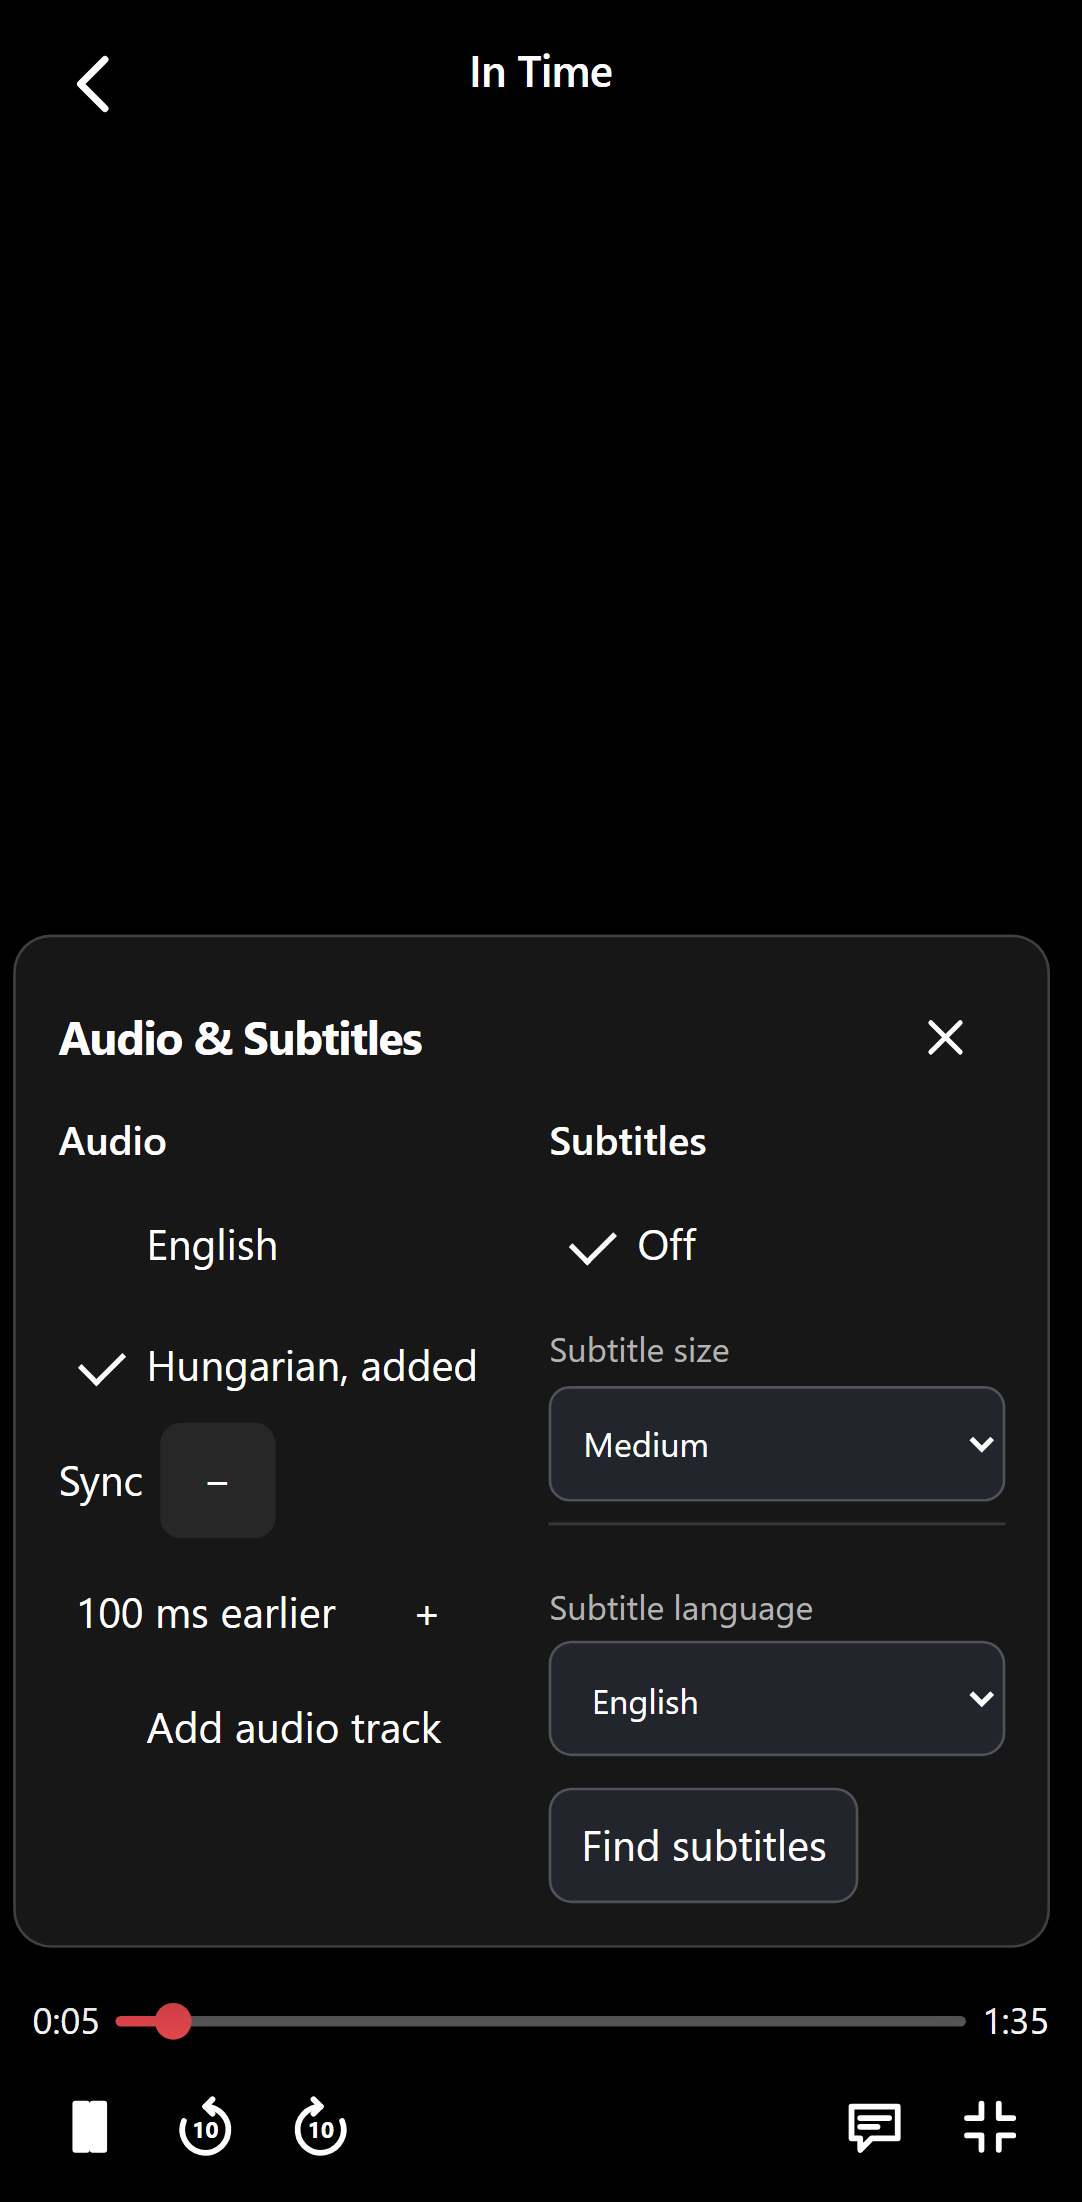 In Time
Audio & Subtitles
Audio
English
Hungarian, added
Sync −
100 ms earlier +
Add audio track
Subtitles
Off
Subtitle size
Medium
Subtitle language
English
Find subtitles
0:05 1:35
10 10